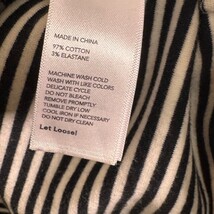 MADE IN CHINA
97% COTTON
3% ELASTANE
MACHINE WASH COLD
WASH WITH LIKE COLORS
DELICATE CYCLE
DO NOT BLEACH
REMOVE PROMPTLY
TUMBLE DRY LOW
COOL IRON IF NECESSARY
DO NOT DRY CLEAN
Let Loose!